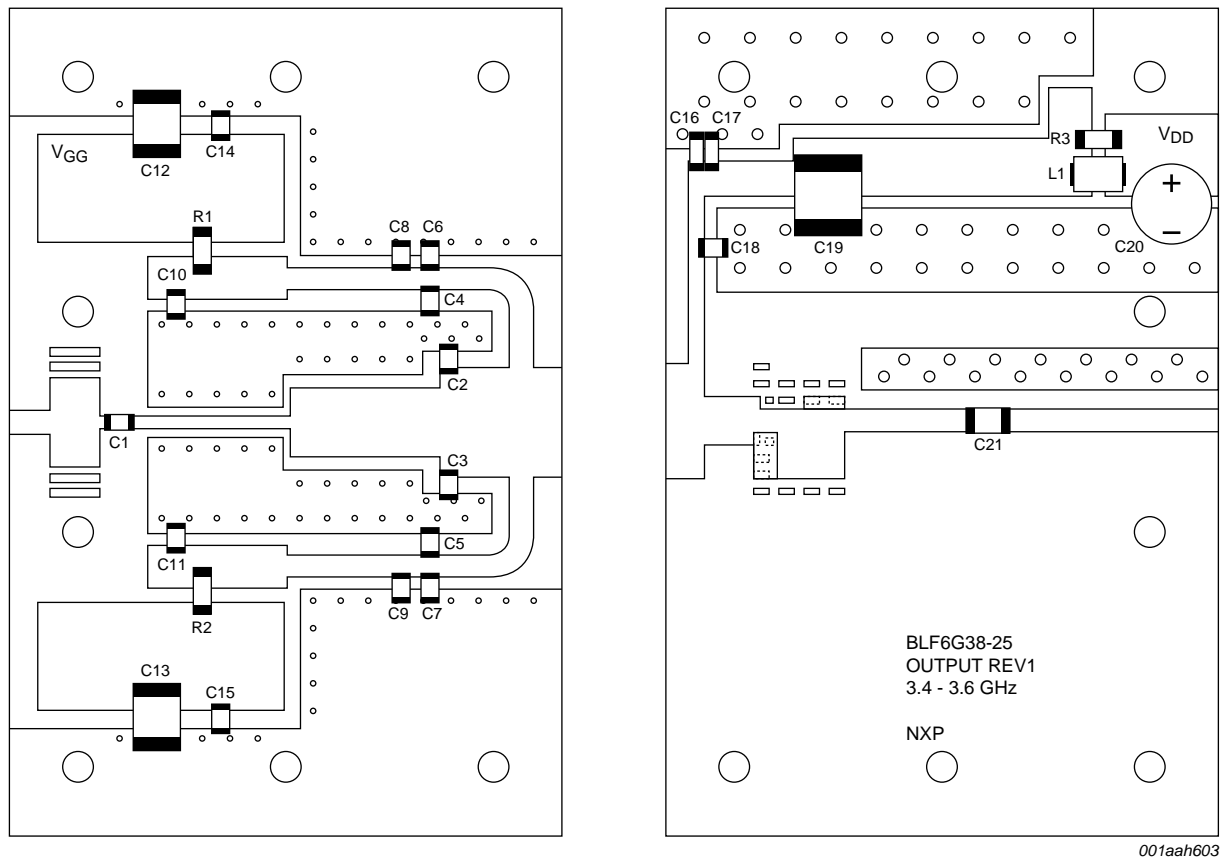 VGG
C12
C14
R1
C8
C6
C10
C4
C2
C1
C3
C11
C5
R2
C9
C7
C13
C15
C16
C17
R3
VDD
L1
+
−
C18
C19
C20
C21
BLF6G38-25
OUTPUT REV1
3.4 - 3.6 GHz
NXP
001aah603